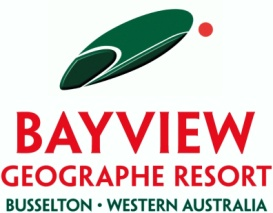 BAYVIEW
GEOGRAPHE RESORT
BUSSELTON • WESTERN AUSTRALIA